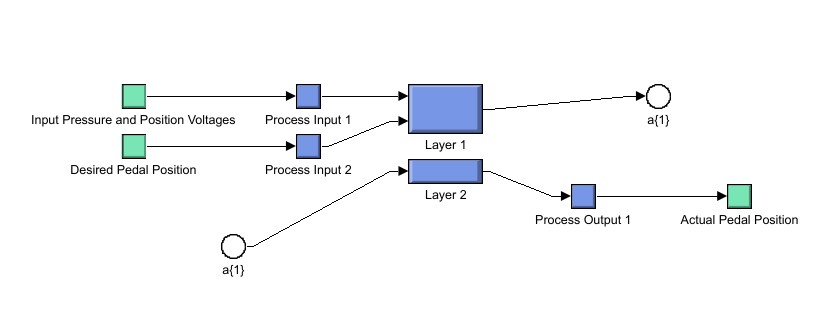 Input Pressure and Position Voltages
Process Input 1
Layer 1
a{1}
Desired Pedal Position
Process Input 2
Layer 2
Process Output 1
Actual Pedal Position
a{1}